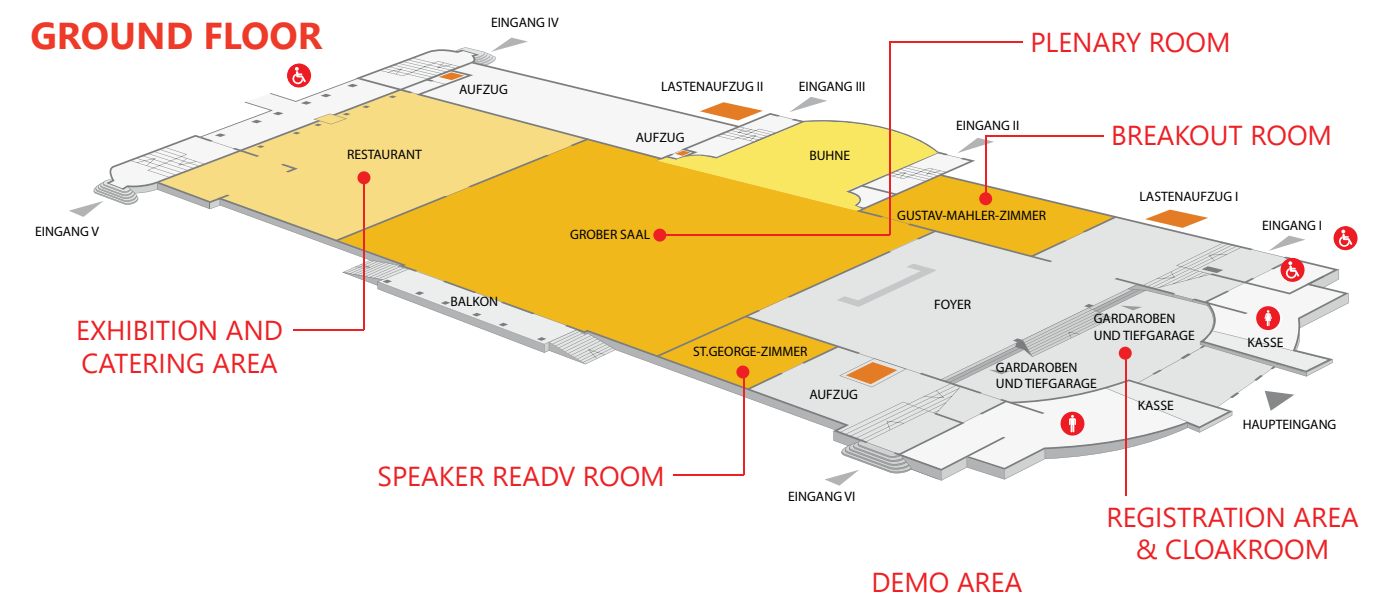 GROUND FLOOR
EINGANG IV
PLENARY ROOM
AUFZUG
LASTENAUFZUG II
EINGANG III
AUFZUG
EINGANG II
BREAKOUT ROOM
RESTAURANT
BUHNE
LASTENAUFZUG I
GUSTAV-MAHLER-ZIMMER
EINGANG I
EINGANG V
GROBER SAAL
BALKON
FOYER
GARDAROBEN
UND TIEFGARAGE
KASSE
EXHIBITION AND
CATERING AREA
ST.GEORGE-ZIMMER
GARDAROBEN
UND TIEFGARAGE
AUFZUG
KASSE
HAUPTEINGANG
SPEAKER READV ROOM
EINGANG VI
REGISTRATION AREA
& CLOAKROOM
DEMO AREA